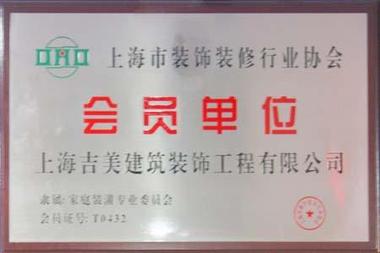 上海市装饰装修行业协会
会员单位
上海吉美建筑装饰工程有限公司
隶属:家庭装潢专业委员会
会员证号:T0432